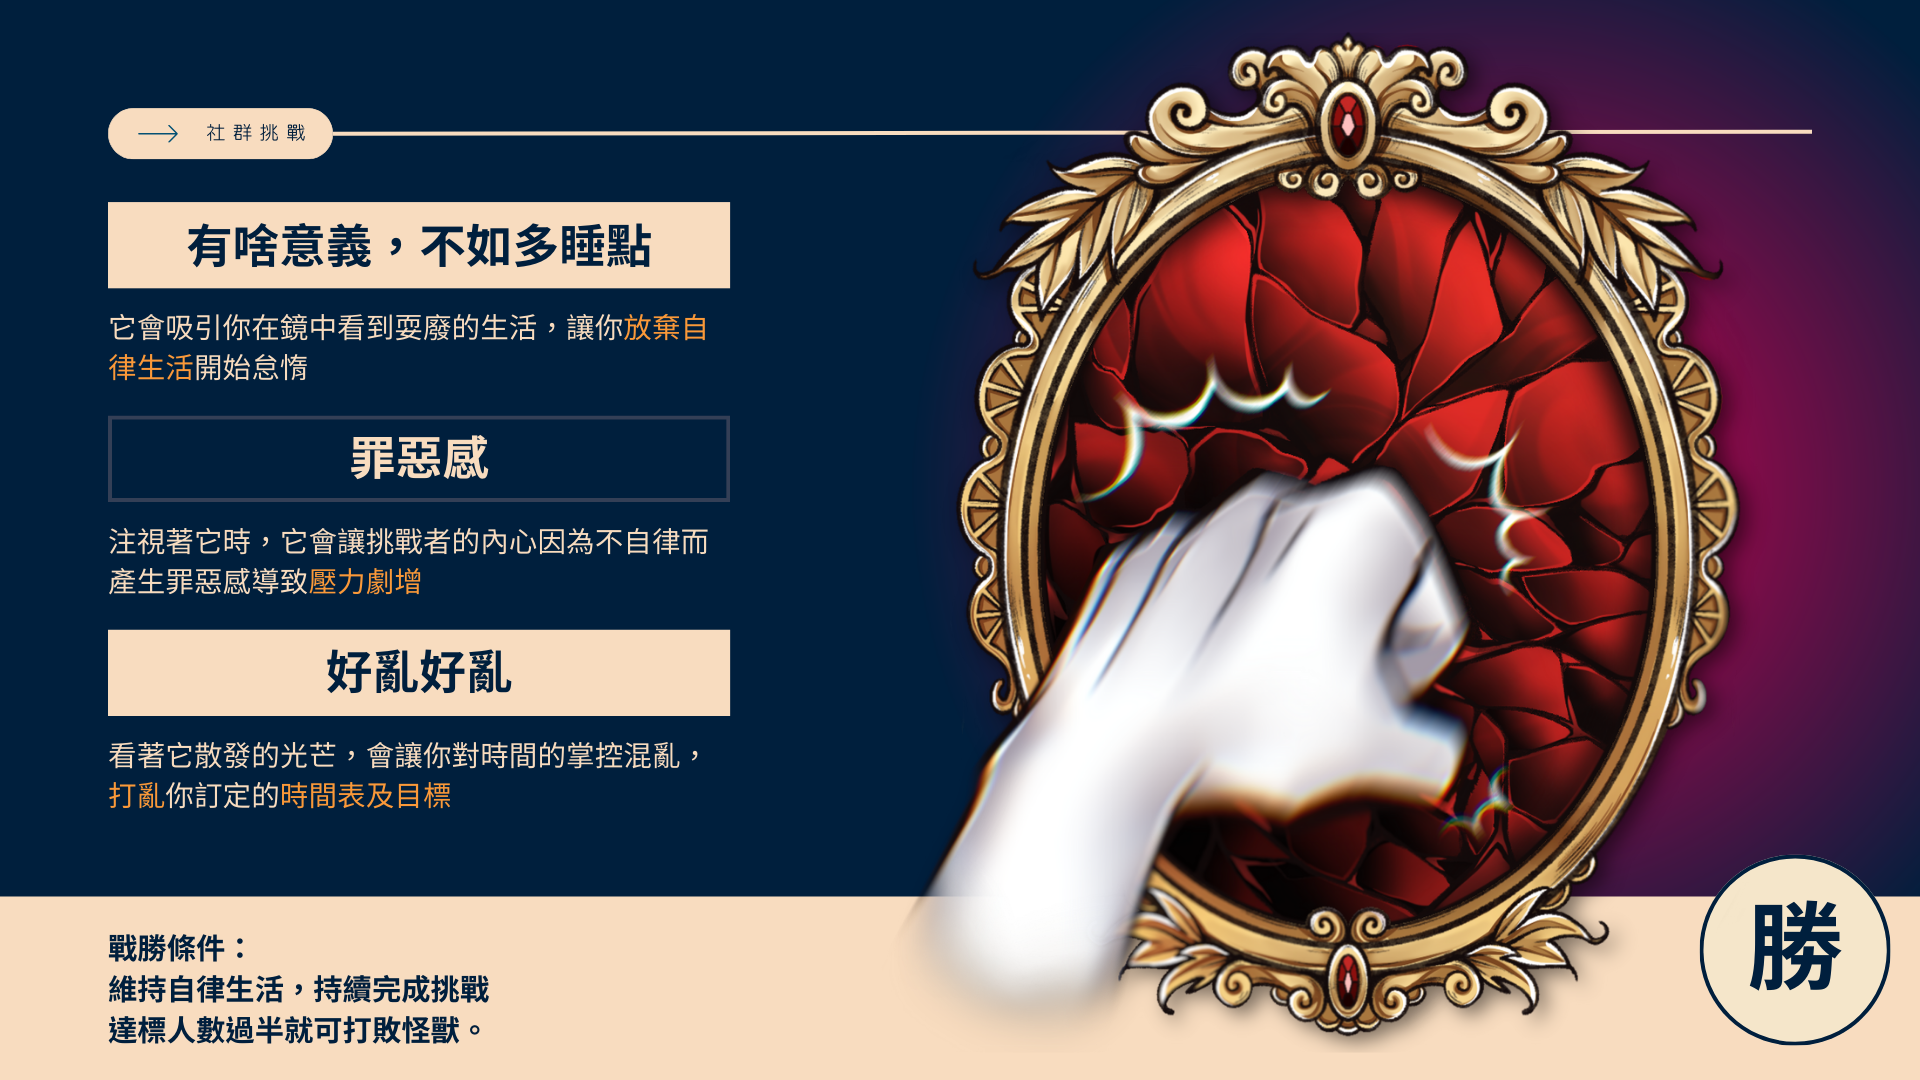 社群挑戰
有啥意義，不如多睡點
它會吸引你在鏡中看到耍廢的生活，讓你放棄自
律生活開始怠惰
罪惡感
注視著它時，它會讓挑戰者的內心因為不自律而
產生罪惡感導致壓力劇增
好亂好亂
看著它散發的光芒，會讓你對時間的掌控混亂，
打亂你訂定的時間表及目標
戰勝條件：
維持自律生活，持續完成挑戰
達標人數過半就可打敗怪獸。
勝